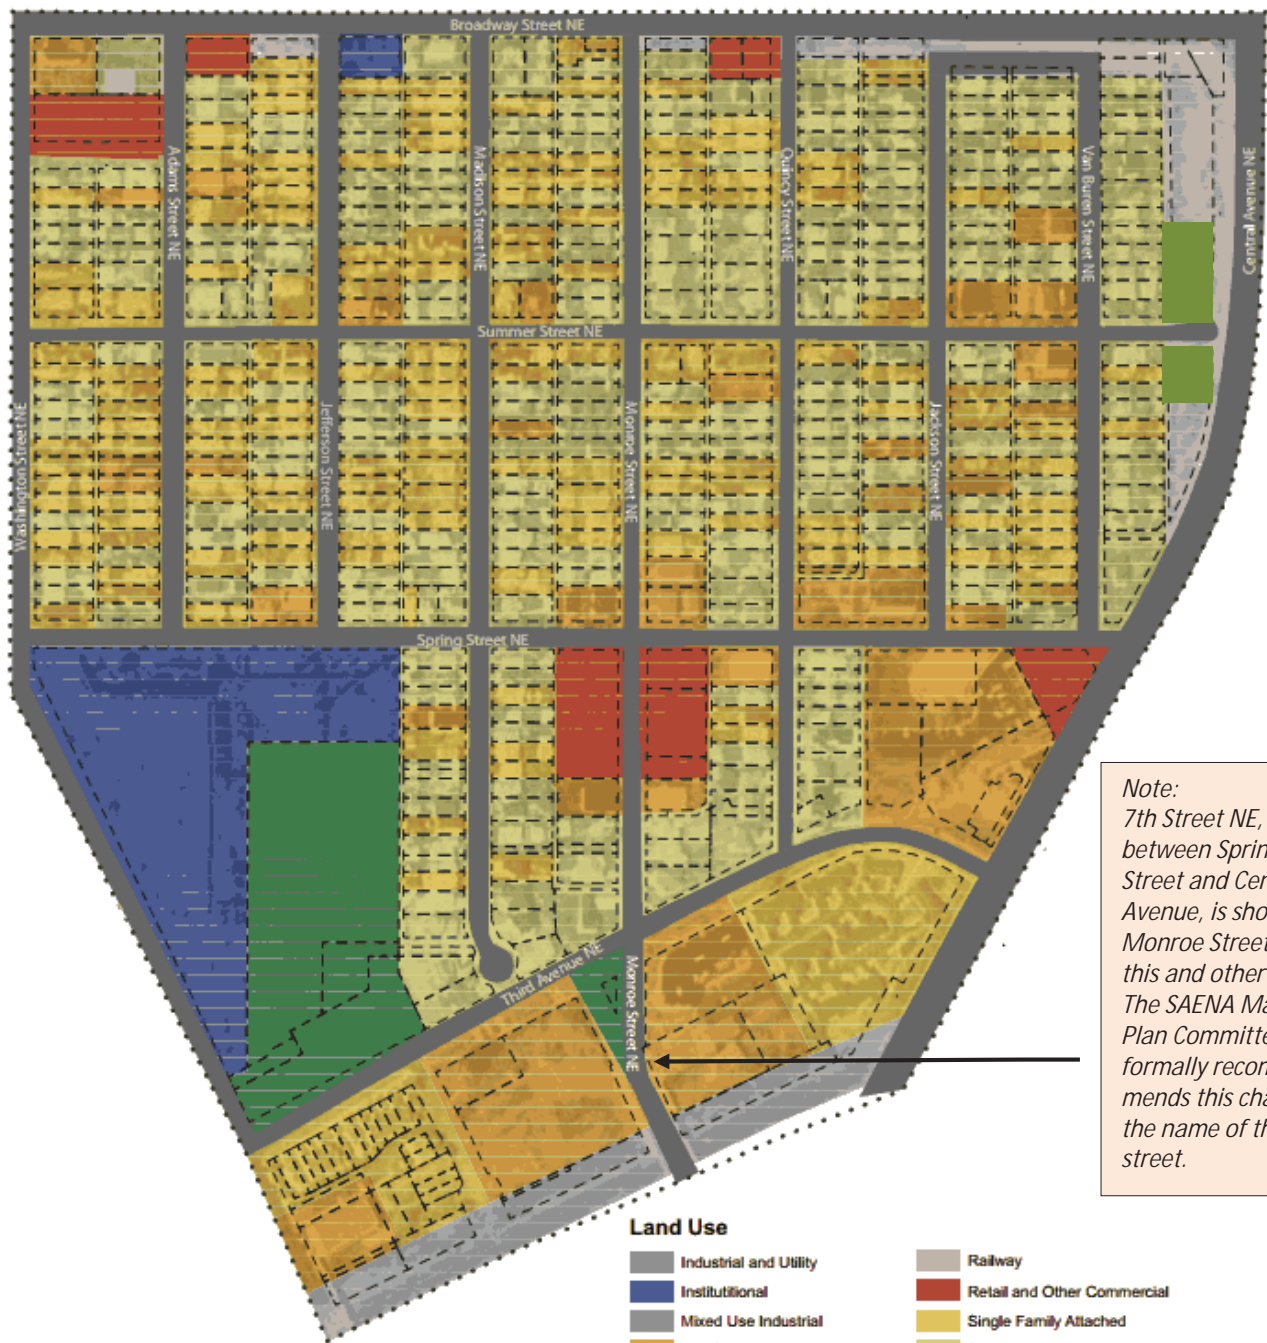 Broadway Street NE
Adams Street NE
Madison Street NE
Quincy Street NE
Van Buren Street NE
Central Avenue NE
Summer Street NE
Washington Street NE
Jefferson Street NE
Monroe Street NE
Jackson Street NE
Spring Street NE
Third Avenue NE
Monroe Street NE
Note:
7th Street NE,
between Sprin
Street and Cen
Avenue, is sho
Monroe Street
this and other
The SAENA Ma
Plan Committe
formally recom
mends this cha
the name of th
street.
Land Use
Industrial and Utility
Institutitional
Mixed Use Industrial
Railway
Retail and Other Commercial
Single Family Attached